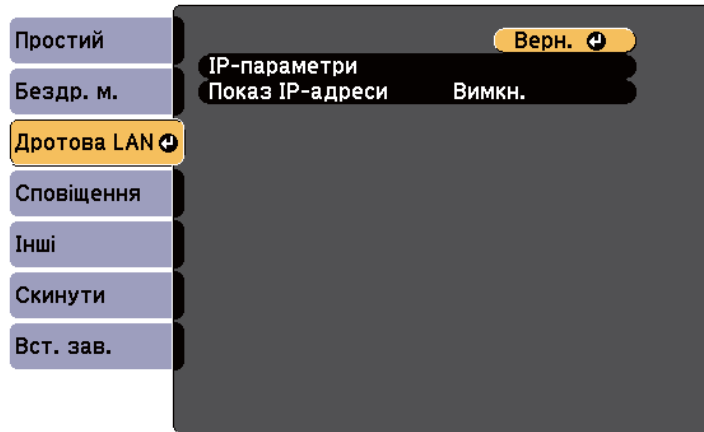 Простий
Бездр. м.
Дротова LAN
Сповіщення
Інші
Скинути
Вст. зав.
Верн.
IP-параметри
Показ IP-адреси Вимкн.